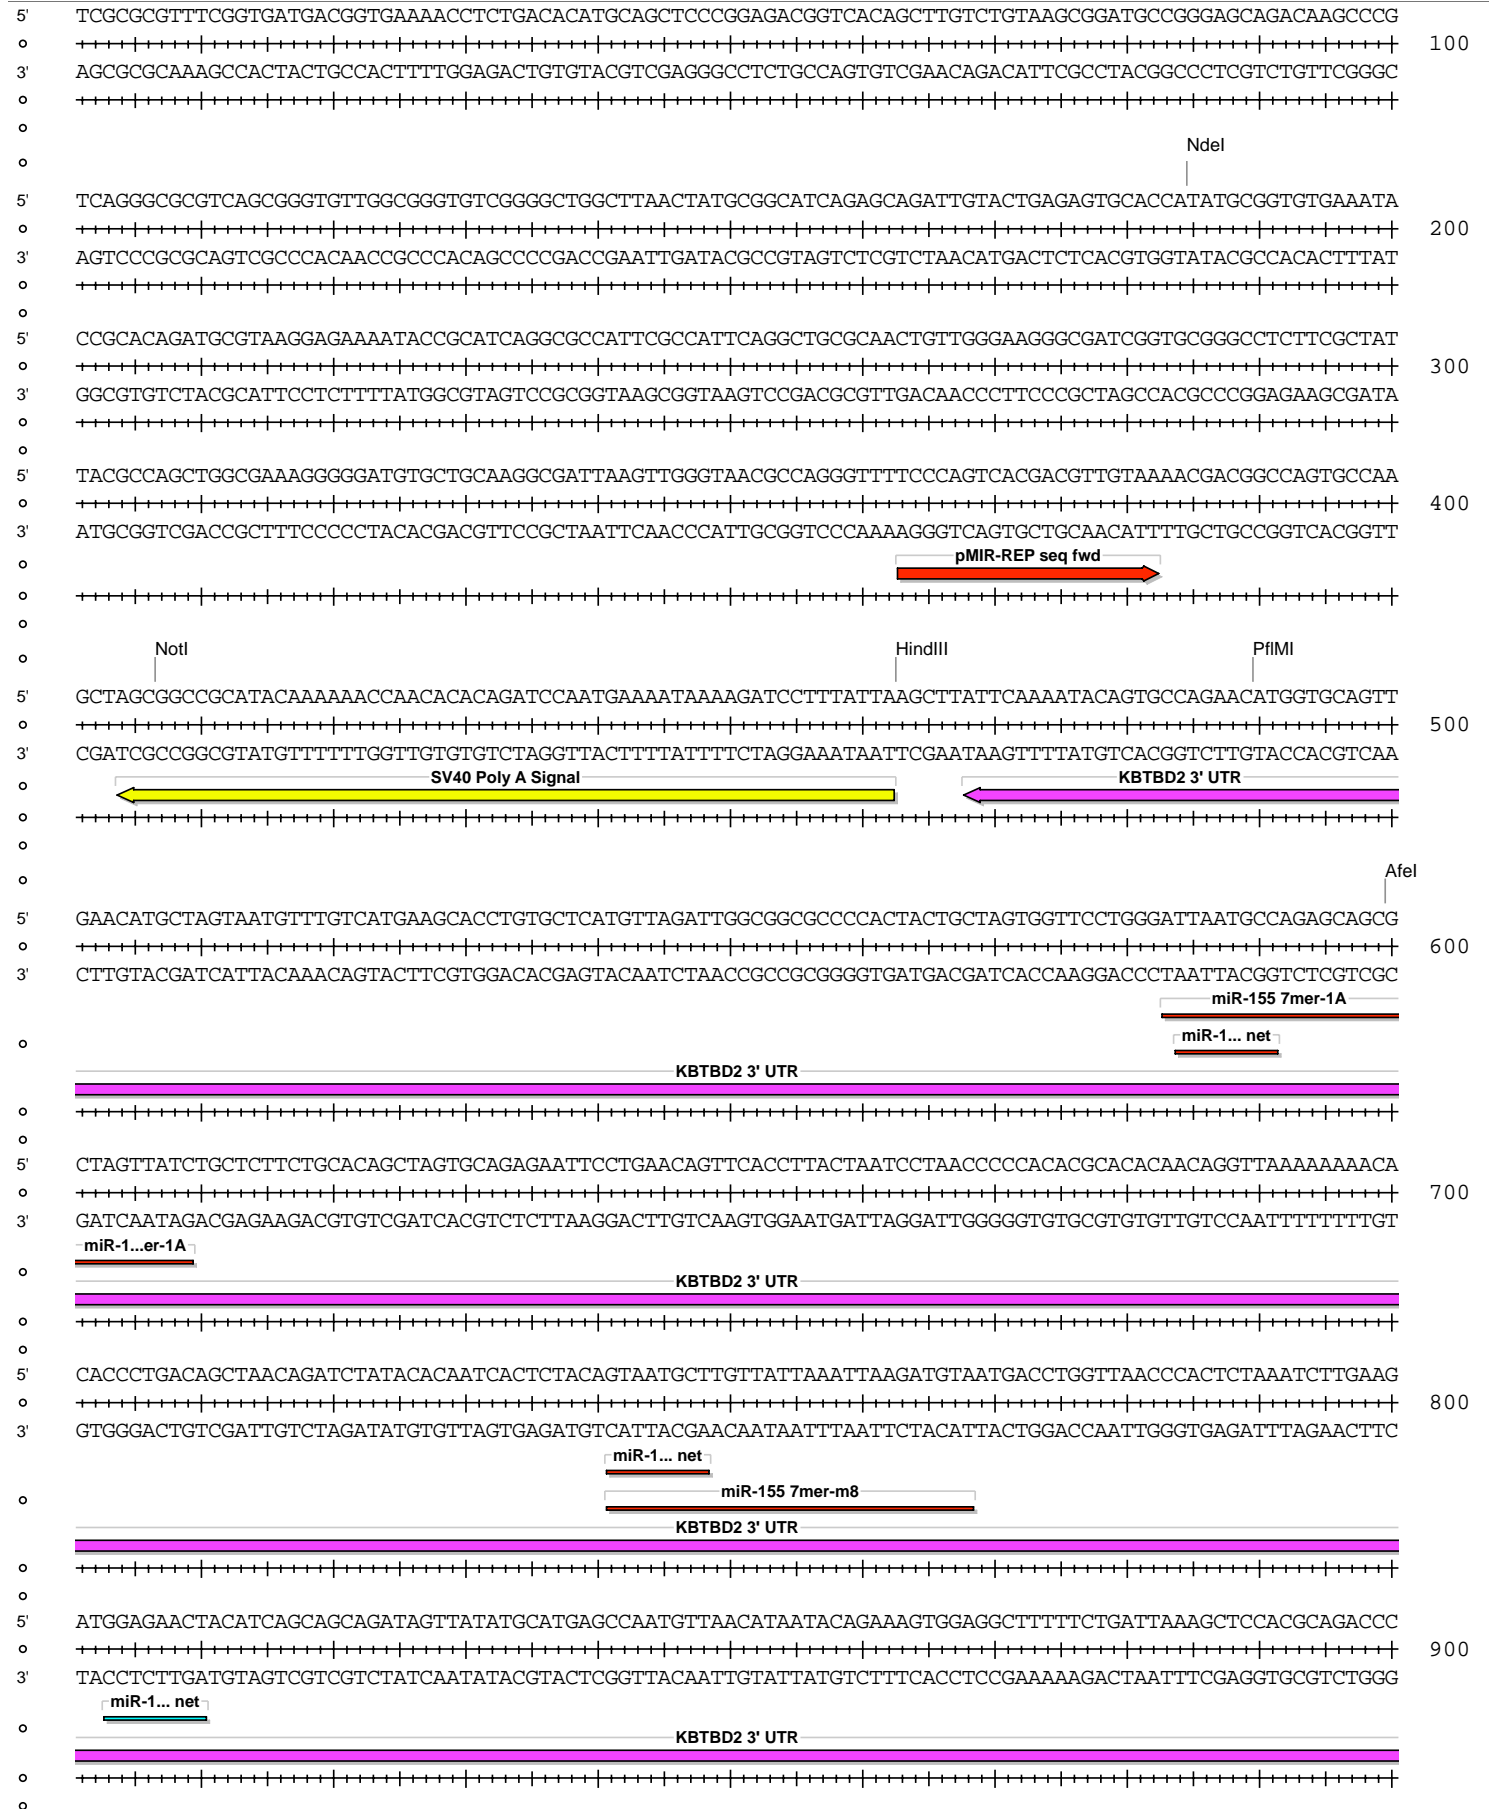 5' TCGCGCGTTTCGGTGATGACGGTGAAAACCTCTGACACATGCAGCTCCCGGAGACGGTCACAGCTTGTCTGTAAGCGGATGCCGGGAGCAGACAAGCCCG
100
3' AGCGCGCAAAGCCACTACTGCCACTTTTGGAGACTGTGTACGTCGAGGGCCTCTGCCAGTGTCGAACAGACATTCGCCTACGGCCCTCGTCTGTTCGGGC
NdeI
5' TCAGGGCGCGTCAGCGGGTGTTGGCGGGTGTCGGGGCTGGCTTAACTATGCGGCATCAGAGCAGATTGTACTGAGAGTGCACCATATGCGGTGTGAAATA
200
3' AGTCCCGCGCAGTCGCCCACAACCGCCCACAGCCCCGACCGAATTGATACGCCGTAGTCTCGTCTAACATGACTCTCACGTGGTATACGCCACACTTTAT
5' CCGCACAGATGCGTAAGGAGAAAATACCGCATCAGGCGCCATTCGCCATTCAGGCTGCGCAACTGTTGGGAAGGGCGATCGGTGCGGGCCTCTTCGCTAT
300
3' GGCGTGTCTACGCATTCCTCTTTTATGGCGTAGTCCGCGGTAAGCGGTAAGTCCGACGCGTTGACAACCCTTCCCGCTAGCCACGCCCGGAGAAGCGATA
5' TACGCCAGCTGGCGAAAGGGGGATGTGCTGCAAGGCGATTAAGTTGGGTAACGCCAGGGTTTTCCCAGTCACGACGTTGTAAAACGACGGCCAGTGCCAA
400
3' ATGCGGTCGACCGCTTTCCCCCTACACGACGTTCCGCTAATTCAACCCATTGCGGTCCCAAAAGGGTCAGTGCTGCAACATTTTGCTGCCGGTCACGGTT
pMIR-REP seq fwd
NotI HindIII PflMI
5' GCTAGCGGCCGCATACAAAAAACCAACACACAGATCCAATGAAAATAAAAGATCCTTTATTAAGCTTATTCAAAATACAGTGCCAGAACATGGTGCAGTT
500
3' CGATCGCCGGCGTATGTTTTTTGGTTGTGTGTCTAGGTTACTTTTATTTTCTAGGAAATAATTCGAATAAGTTTTATGTCACGGTCTTGTACCACGTCAA
SV40 Poly A Signal KBTBD2 3' UTR
AfeI
5' GAACATGCTAGTAATGTTTGTCATGAAGCACCTGTGCTCATGTTAGATTGGCGGCGCCCCACTACTGCTAGTGGTTCCTGGGATTAATGCCAGAGCAGCG
600
3' CTTGTACGATCATTACAAACAGTACTTCGTGGACACGAGTACAATCTAACCGCCGCGGGGTGATGACGATCACCAAGGACCCTAATTACGGTCTCGTCGC
miR-155 7mer-1A
miR-1... net
KBTBD2 3' UTR
5' CTAGTTATCTGCTCTTCTGCACAGCTAGTGCAGAGAATTCCTGAACAGTTCACCTTACTAATCCTAACCCCCACACGCACACAACAGGTTAAAAAAAACA
700
3' GATCAATAGACGAGAAGACGTGTCGATCACGTCTCTTAAGGACTTGTCAAGTGGAATGATTAGGATTGGGGGTGTGCGTGTGTTGTCCAATTTTTTTTGT
miR-1...er-1A
KBTBD2 3' UTR
5' CACCCTGACAGCTAACAGATCTATACACAATCACTCTACAGTAATGCTTGTTATTAAATTAAGATGTAATGACCTGGTTAACCCACTCTAAATCTTGAAG
800
3' GTGGGACTGTCGATTGTCTAGATATGTGTTAGTGAGATGTCATTACGAACAATAATTTAATTCTACATTACTGGACCAATTGGGTGAGATTTAGAACTTC
miR-1... net
miR-155 7mer-m8
KBTBD2 3' UTR
5' ATGGAGAACTACATCAGCAGCAGATAGTTATATGCATGAGCCAATGTTAACATAATACAGAAAGTGGAGGCTTTTTCTGATTAAAGCTCCACGCAGACCC
900
3' TACCTCTTGATGTAGTCGTCGTCTATCAATATACGTACTCGGTTACAATTGTATTATGTCTTTCACCTCCGAAAAAGACTAATTTCGAGGTGCGTCTGGG
miR-1... net
KBTBD2 3' UTR